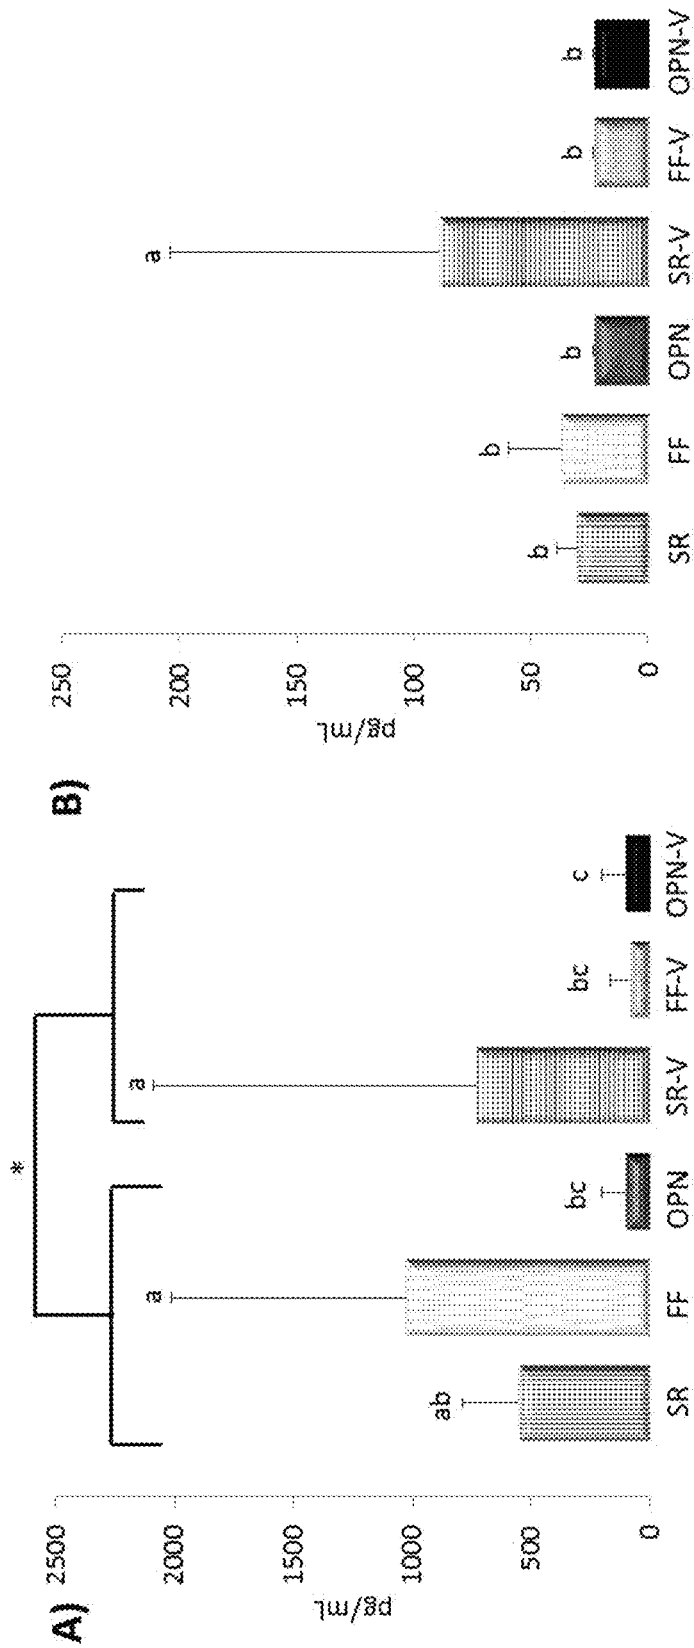 A)
*
2500
2000
1500
1000
500
0
pg/mL
ab
a
bc
a
bc
c
SR
FF
OPN
SR-V
FF-V
OPN-V
B)
250
200
150
100
50
0
pg/mL
b
b
b
a
b
b
SR
FF
OPN
SR-V
FF-V
OPN-V